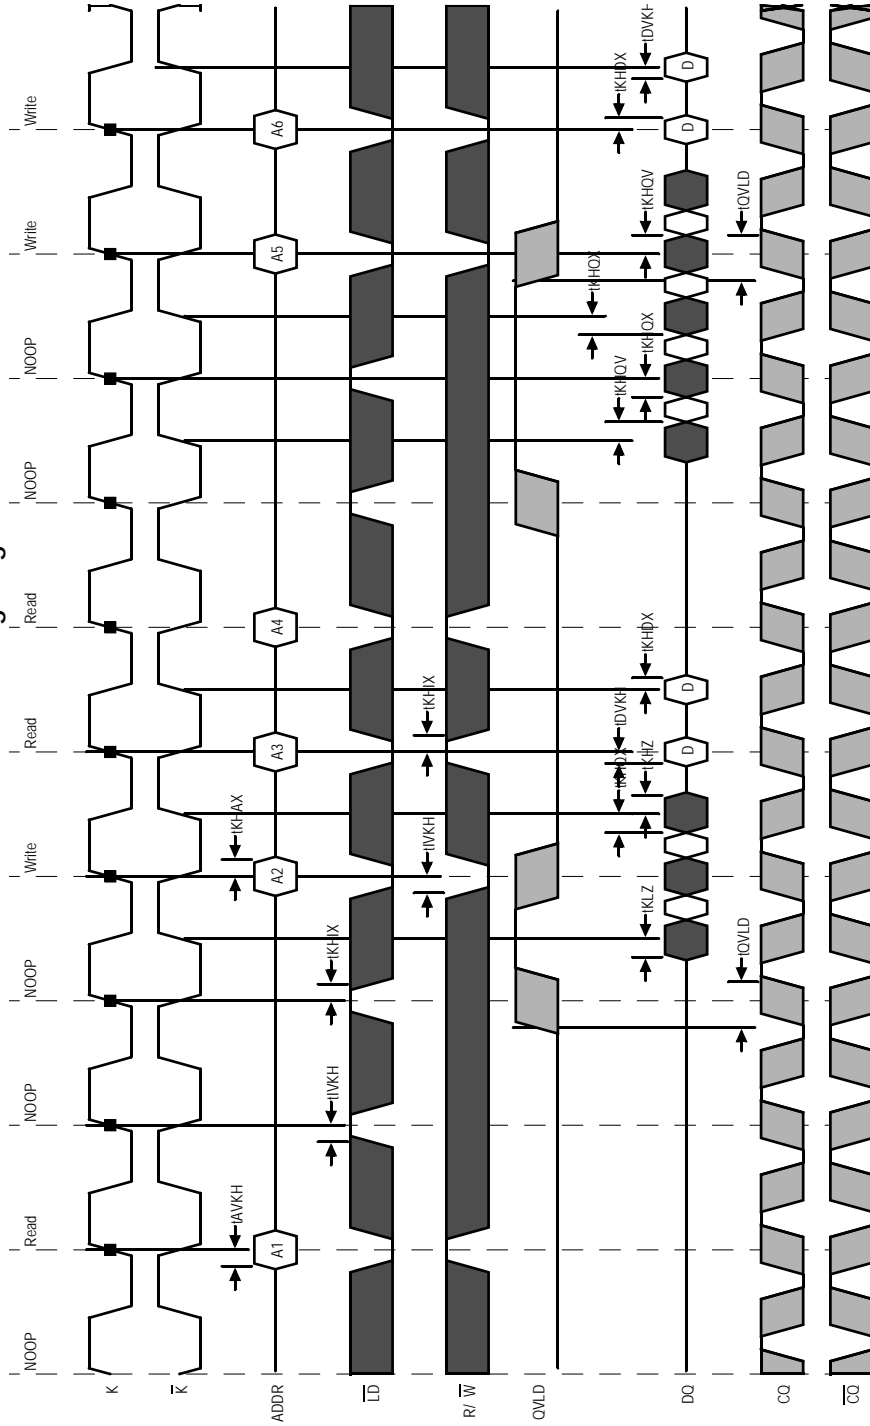 NOOP Read NOOP NOOP Write Read Read NOOP NOOP Write Write
K
K
tAVKH
tKHAX
ADDR
A1 A2 A3 A4 A5 A6
tIVKH
tKHIX
LD
tIVKH
tKHIX
R/ W
QVLD
tKHQX
tKHQX
tDVKH
tKHQV
tKHDX
tKLZ
tKHZ
tKHDX
tKHQX
tKHQV
tDVKH
DQ
D D D D
tQVLD
tQVLD
CQ
CQ